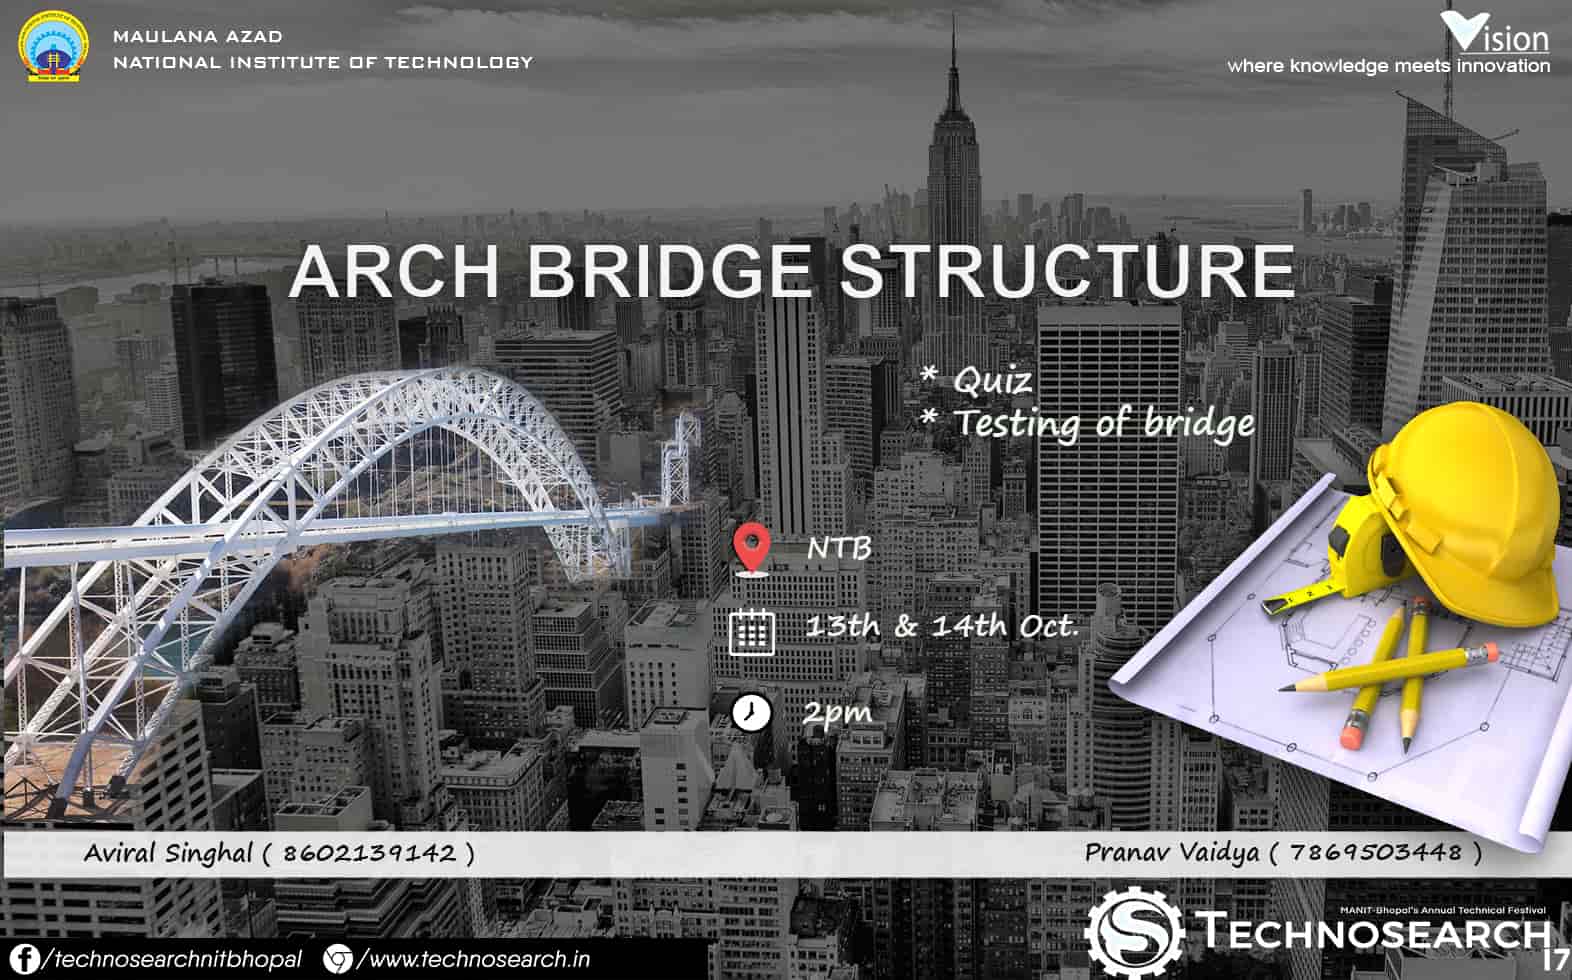 MAULANA AZAD
NATIONAL INSTITUTE OF TECHNOLOGY
Vision
where knowledge meets innovation
ARCH BRIDGE STRUCTURE
* Quiz
* Testing of bridge
NTB
13th & 14th Oct.
2pm
Aviral Singhal ( 8602139142 )
Pranav Vaidya ( 7869503448 )
MANIT-Bhopal's Annual Technical Festival
TECHNOSEARCH
17
/technosearchnitbhopal
/www.technosearch.in